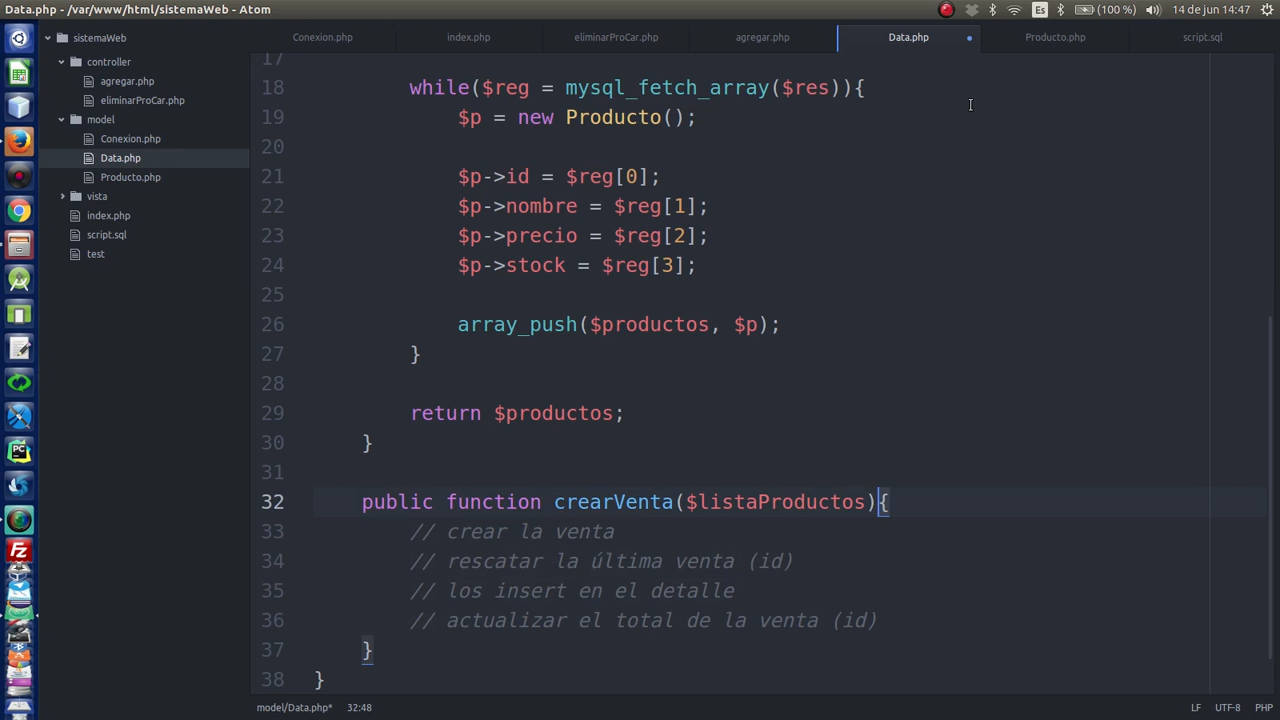 Data.php - /var/www/html/sistemaWeb - Atom
Es
(100 %)
14 de jun 14:47
sistemaWeb
controller
agregar.php
eliminarProCar.php
model
Conexion.php
Data.php
Producto.php
vista
index.php
script.sql
test
Conexion.php
index.php
eliminarProCar.php
agregar.php
Data.php
Producto.php
script.sql
17
18 while($reg = mysql_fetch_array($res)){
19 $p = new Producto();
20
21 $p->id = $reg[0];
22 $p->nombre = $reg[1];
23 $p->precio = $reg[2];
24 $p->stock = $reg[3];
25
26 array_push($productos, $p);
27 }
28
29 return $productos;
30 }
31
32 public function crearVenta($listaProductos){
33 // crear la venta
34 // rescatar la última venta (id)
35 // los insert en el detalle
36 // actualizar el total de la venta (id)
37 }
38 }
model/Data.php* 32:48
LF UTF-8 PHP